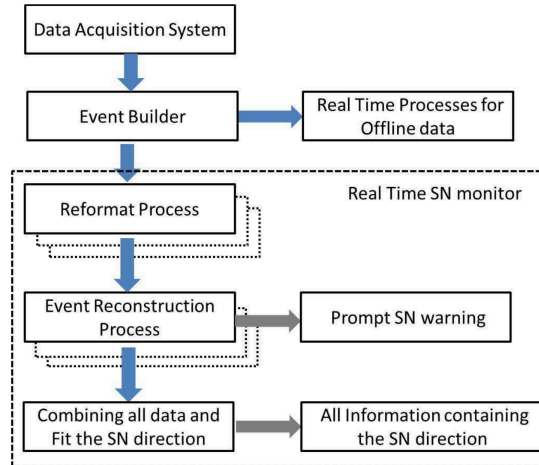 Data Acquisition System
Event Builder
Real Time Processes for
Offline data
Real Time SN monitor
Reformat Process
Event Reconstruction
Process
Prompt SN warning
Combining all data and
Fit the SN direction
All Information containing
the SN direction